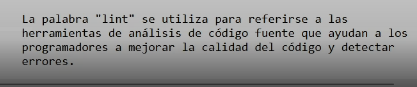 La palabra "lint" se utiliza para referirse a las
herramientas de análisis de código fuente que ayudan a los
programadores a mejorar la calidad del código y detectar
errores.